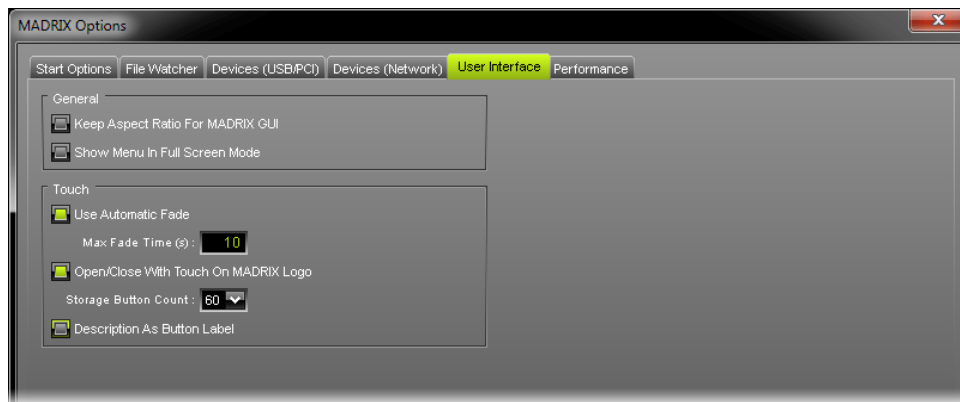 MADRIX Options
Start Options File Watcher Devices (USB/PCI) Devices (Network) User Interface Performance
General
Keep Aspect Ratio For MADRIX GUI
Show Menu In Full Screen Mode
Touch
Use Automatic Fade
Max Fade Time (s) : 10
Open/Close With Touch On MADRIX Logo
Storage Button Count : 60
Description As Button Label